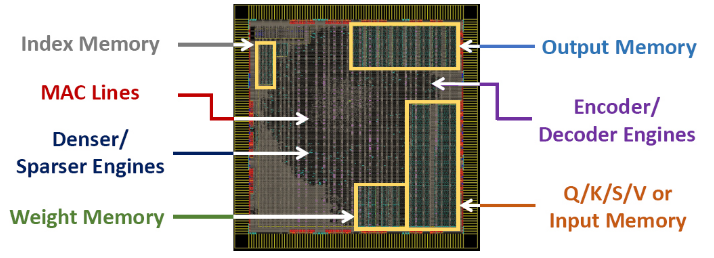 Index Memory
MAC Lines
Denser/
Sparser Engines
Weight Memory
Output Memory
Encoder/
Decoder Engines
Q/K/S/V or
Input Memory